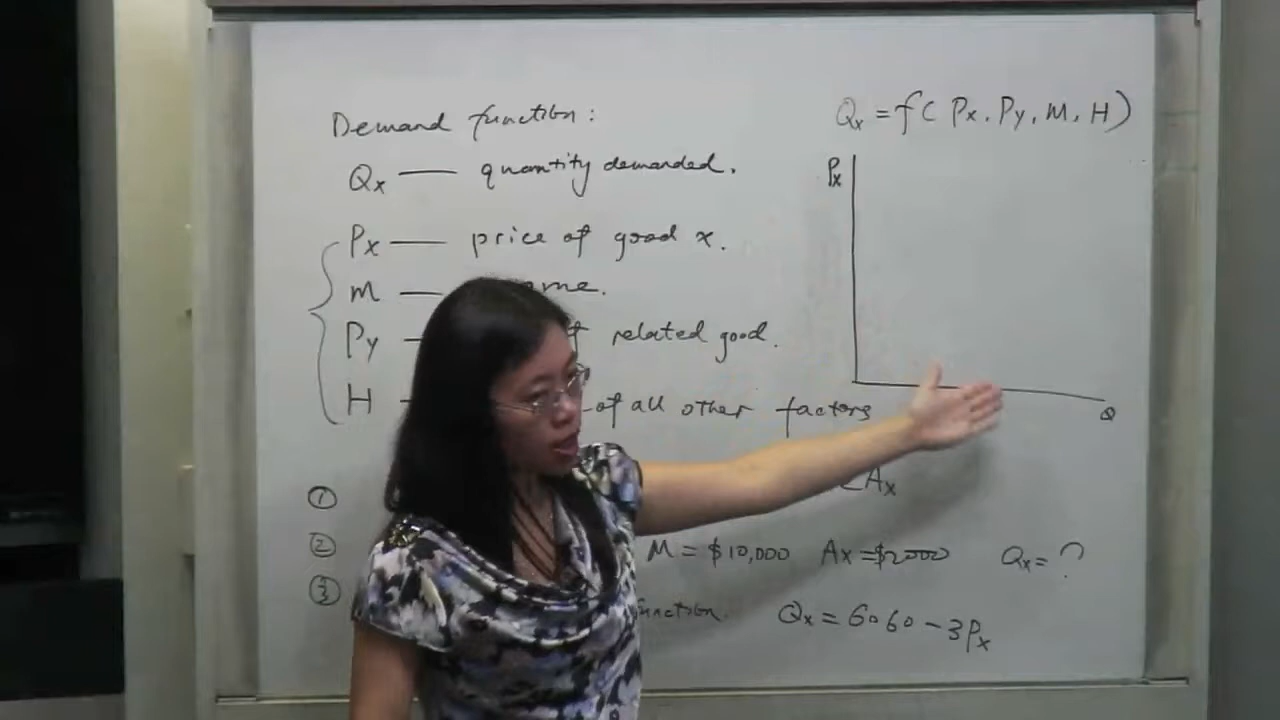 Demand function:
Qx — quantity demanded.
Px — price of good x.
M —
Py — related good.
H — of all other factors
Qx = f( Px, Py, M, H )
Px
Q
①
Ax
② M = $10,000 Ax = $2000 Qx = ?
③ function. Qx = 6060 - 3Px